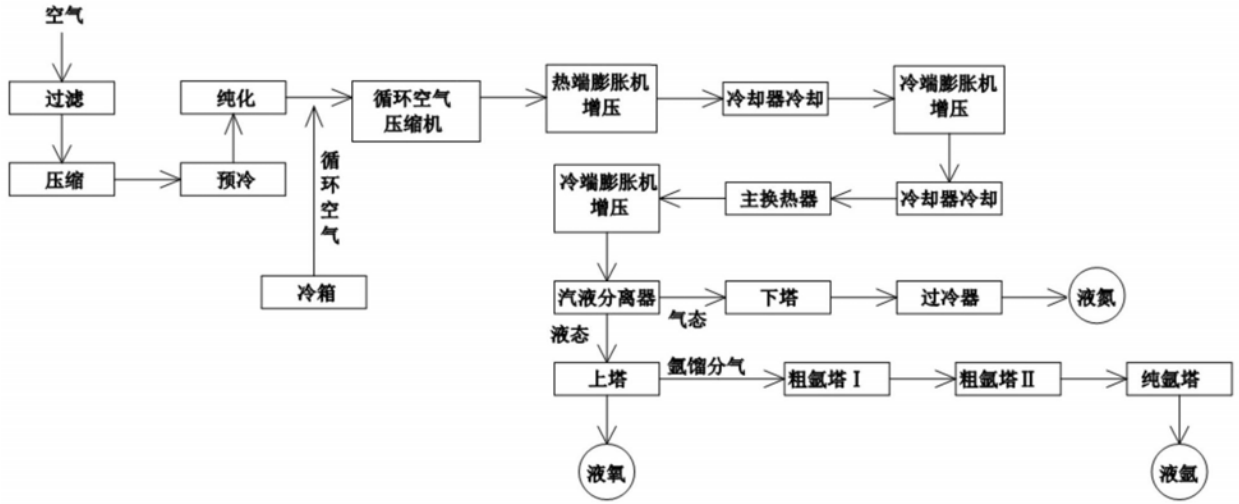 空气
过滤
压缩
预冷
纯化
循环空气
冷箱
循环空气
压缩机
热端膨胀机
增压
冷却器冷却
冷端膨胀机
增压
冷却器冷却
主换热器
冷端膨胀机
增压
汽液分离器
气态
下塔
过冷器
液氮
液态
上塔
氩馏分气
粗氩塔Ⅰ
粗氩塔Ⅱ
纯氩塔
液氧
液氩